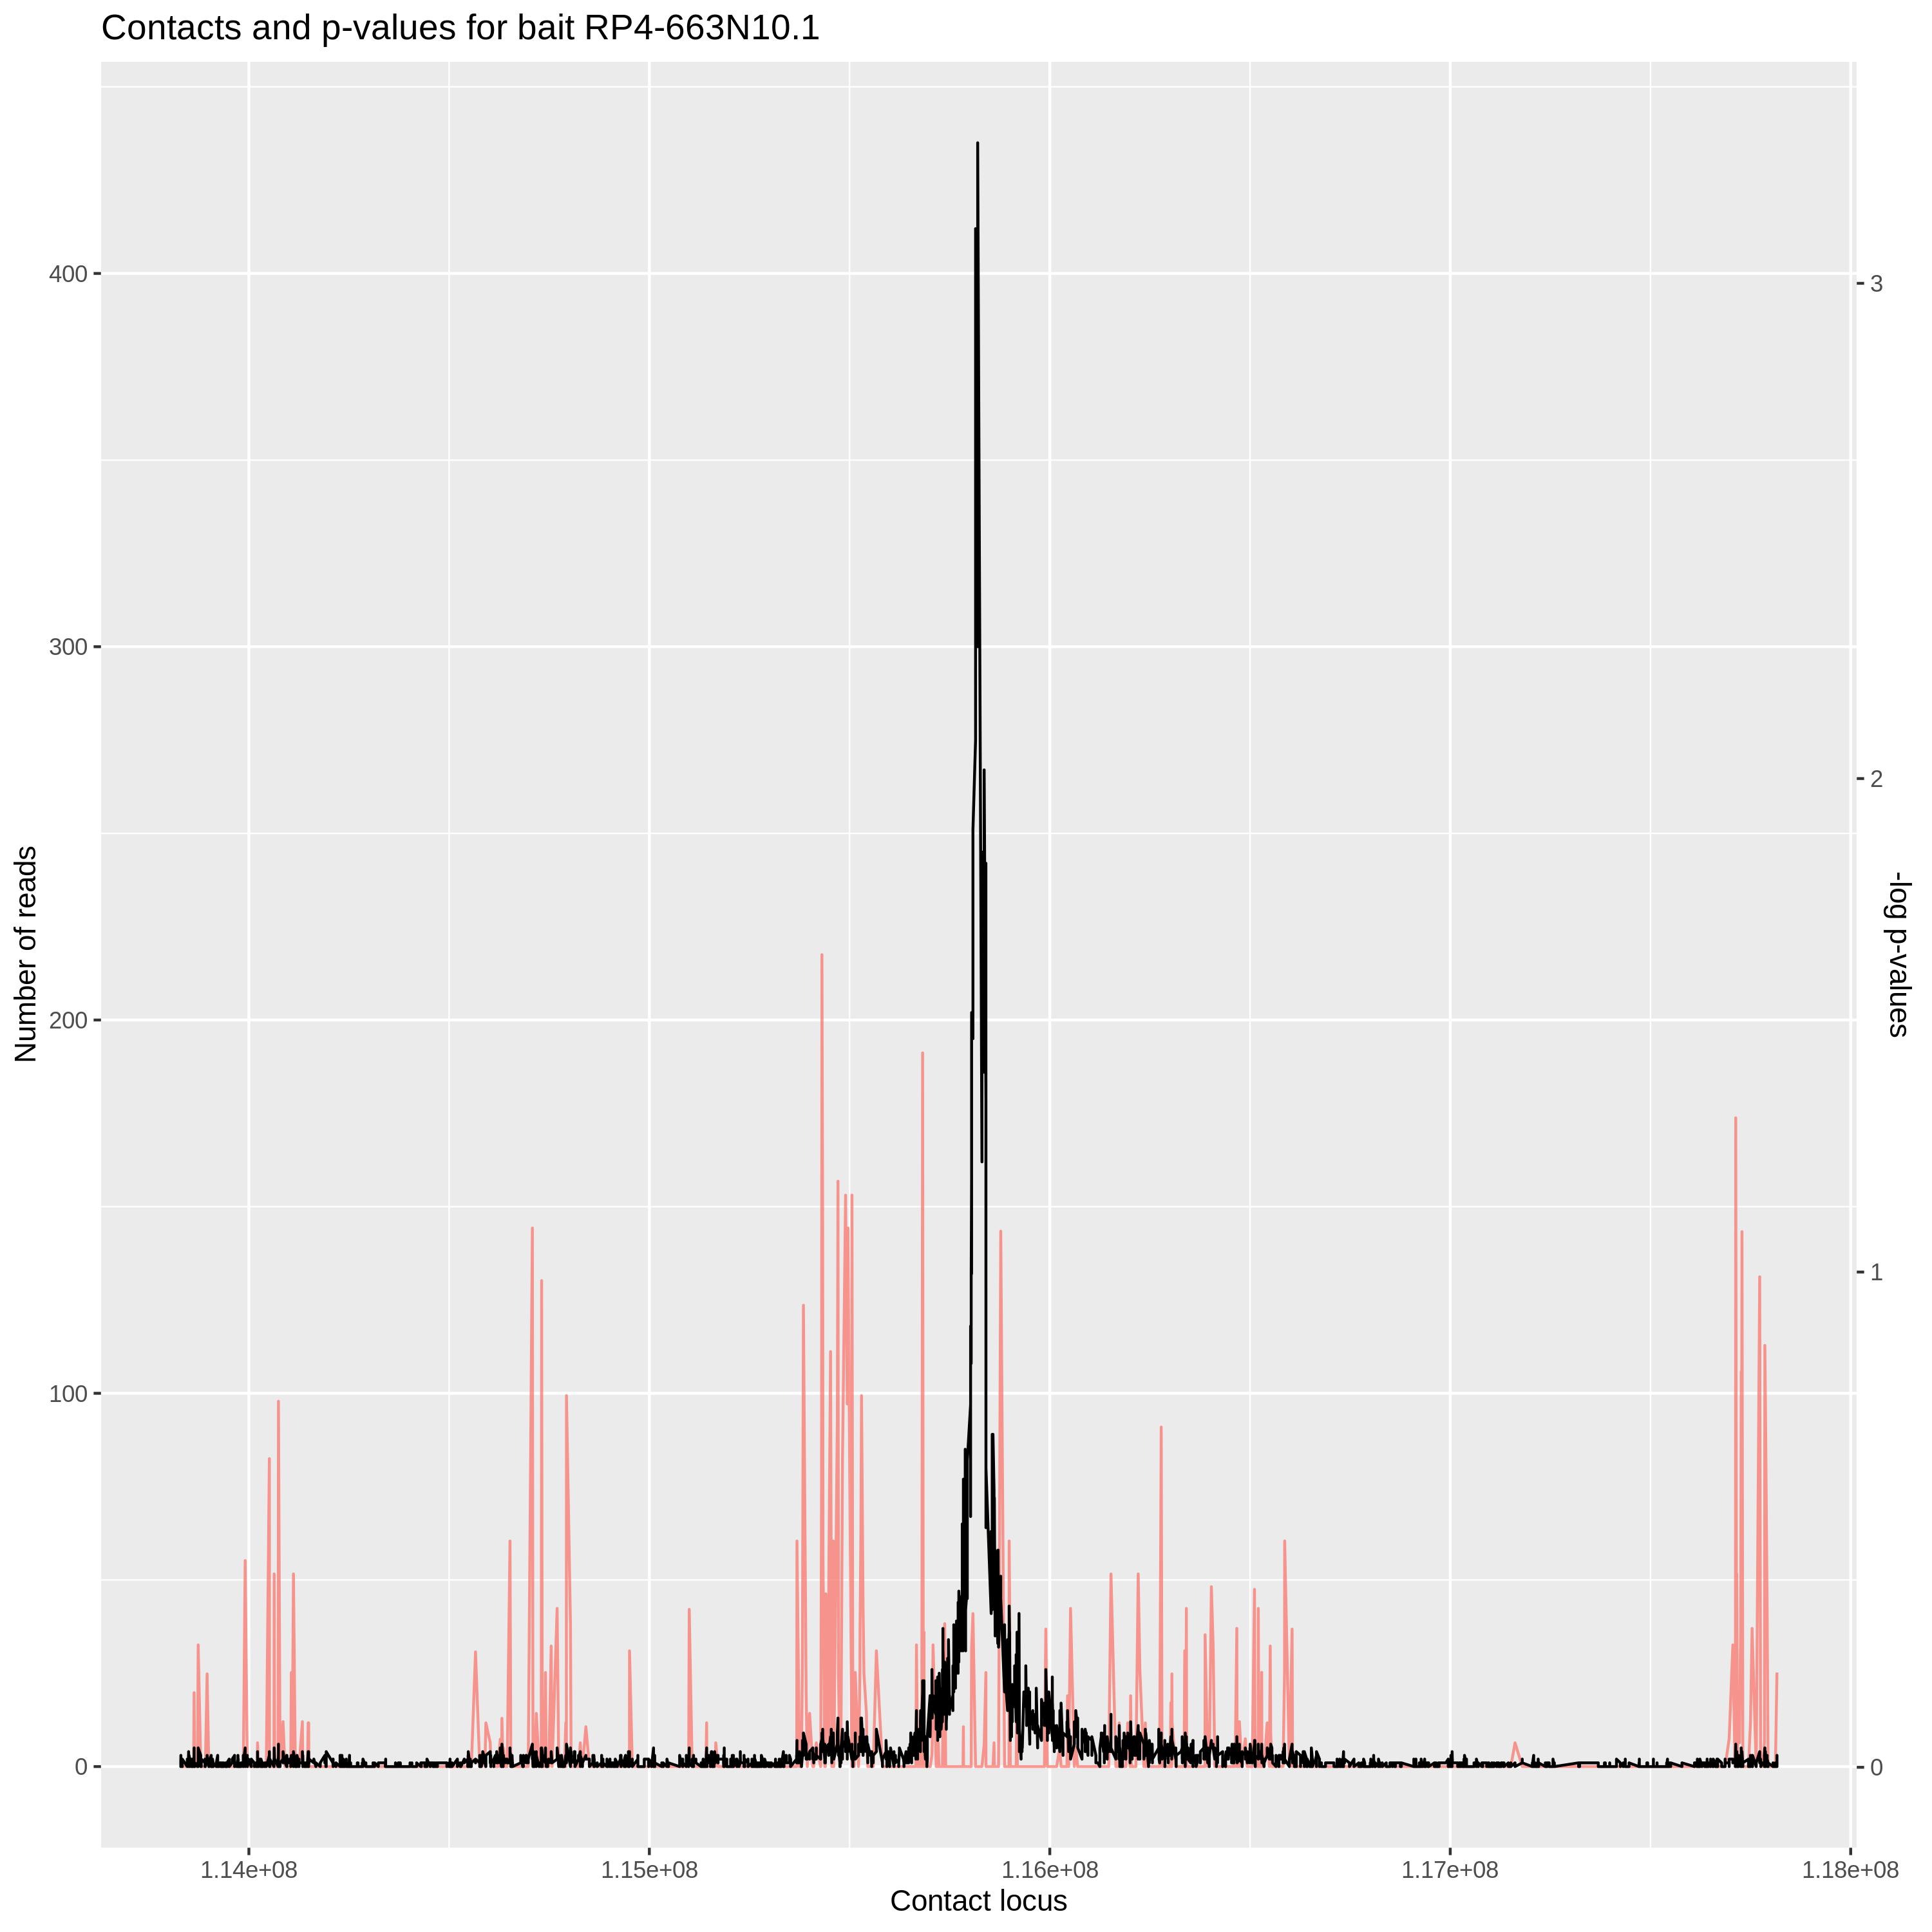 Contacts and p-values for bait RP4-663N10.1
400
300
200
100
0
Number of reads
3
2
1
0
-log p-values
1.14e+08
1.15e+08
1.16e+08
1.17e+08
1.18e+08
Contact locus